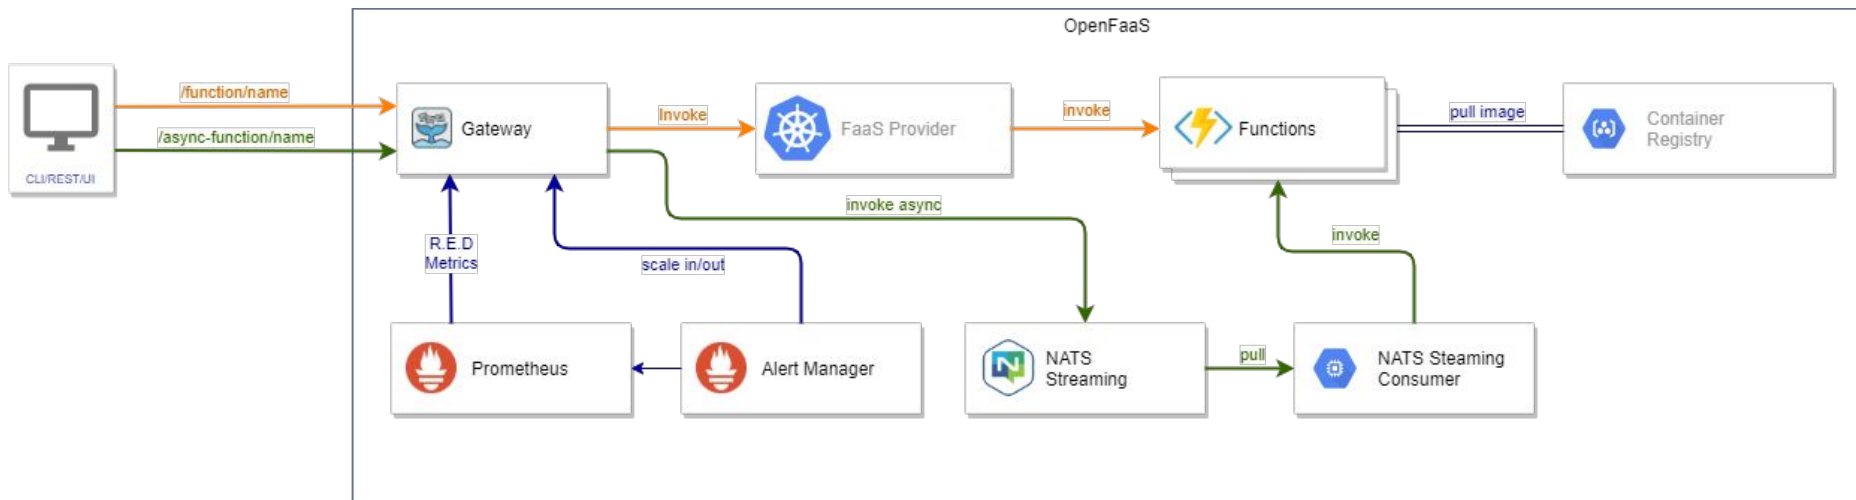 OpenFaaS
/function/name
/async-function/name
CLI/REST/UI
Gateway
Invoke
FaaS Provider
invoke
Functions
pull image
Container
Registry
invoke async
invoke
R.E.D
Metrics
scale in/out
Prometheus
Alert Manager
NATS
Streaming
pull
NATS Steaming
Consumer